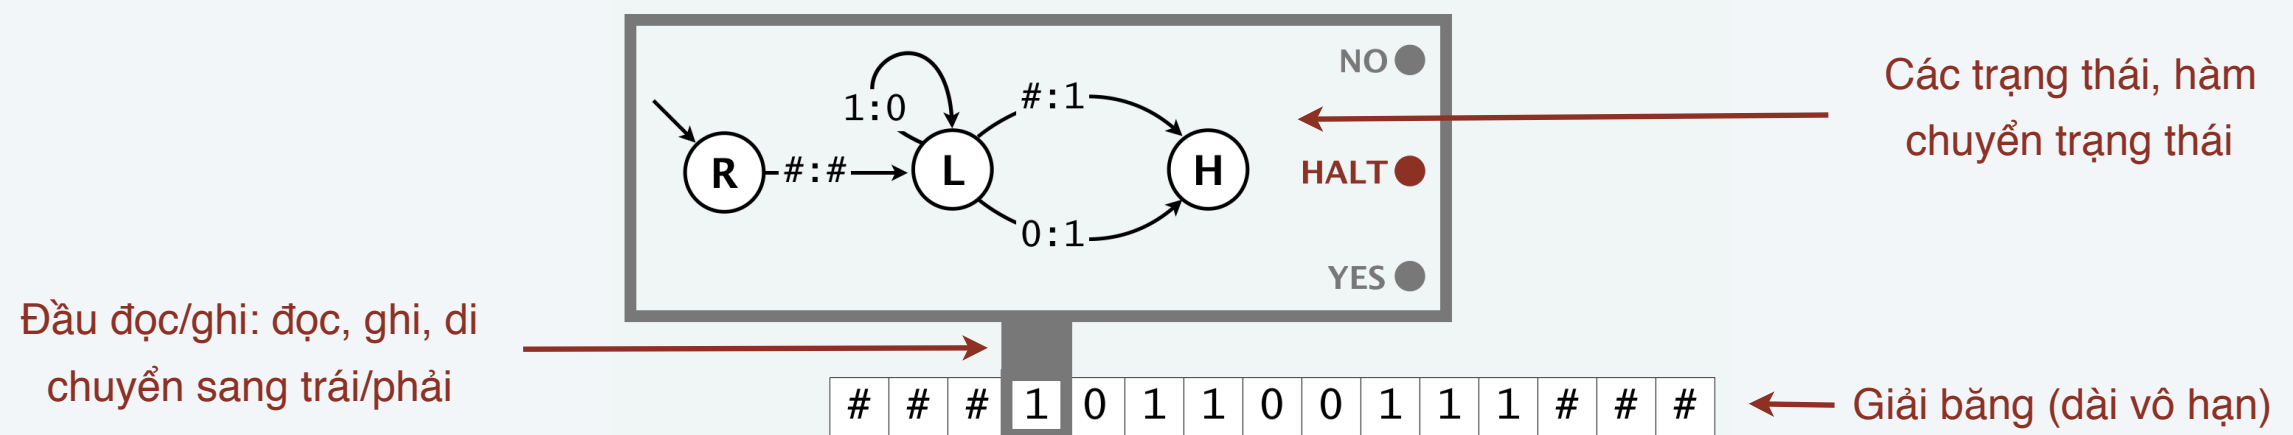 NO
Các trạng thái, hàm
chuyển trạng thái
1:0
#:1
R
#:#
L
H
HALT
0:1
YES
Đầu đọc/ghi: đọc, ghi, di
chuyển sang trái/phải
# # # 1 0 1 1 0 0 1 1 1 # # #
Giải băng (dài vô hạn)